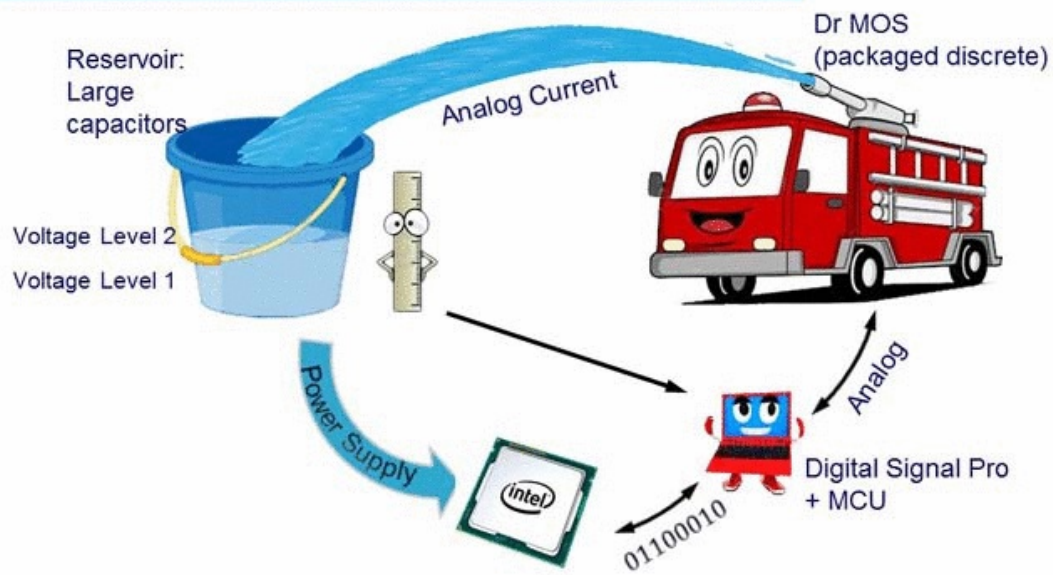 Reservoir:
Large
capacitors
Analog Current
Dr MOS
(packaged discrete)
Voltage Level 2
Voltage Level 1
Power Supply
Analog
intel
Digital Signal Pro
+ MCU
01100010